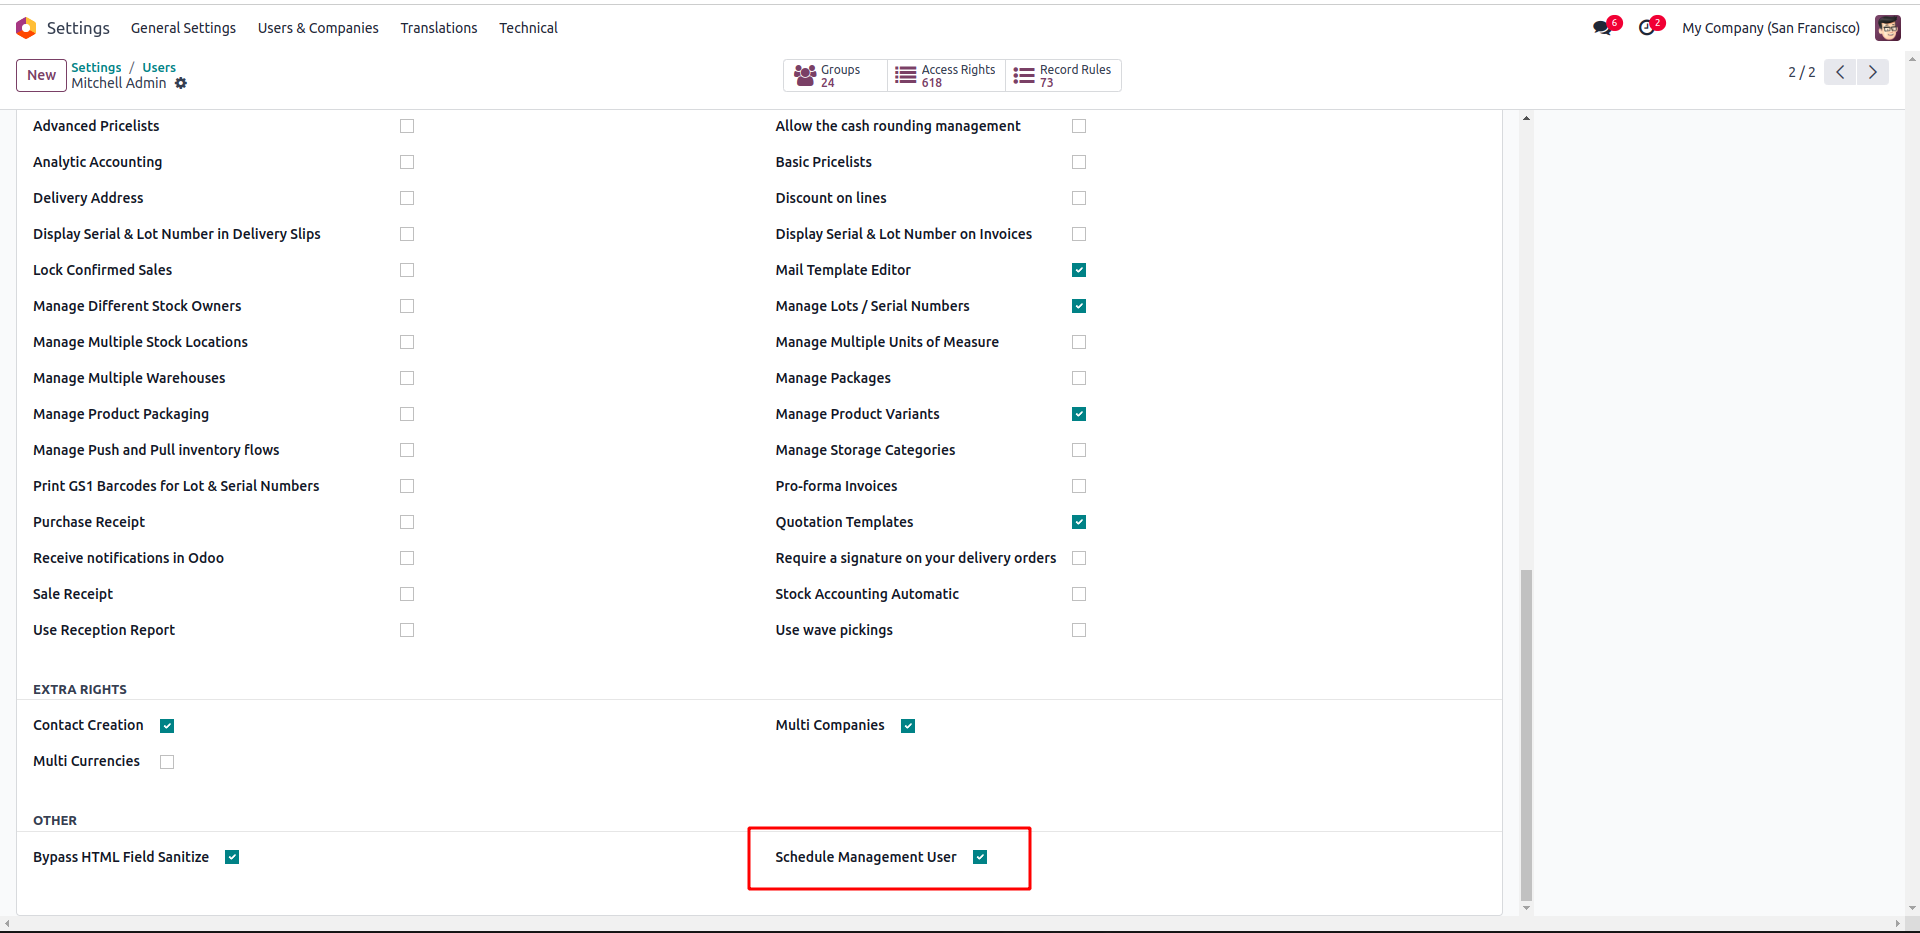 Settings General Settings Users & Companies Translations Technical 6 2 My Company (San Francisco)
New Settings / Users Groups Access Rights Record Rules 2 / 2
Mitchell Admin 24 618 73
Advanced Pricelists Allow the cash rounding management
Analytic Accounting Basic Pricelists
Delivery Address Discount on lines
Display Serial & Lot Number in Delivery Slips Display Serial & Lot Number on Invoices
Lock Confirmed Sales Mail Template Editor
Manage Different Stock Owners Manage Lots / Serial Numbers
Manage Multiple Stock Locations Manage Multiple Units of Measure
Manage Multiple Warehouses Manage Packages
Manage Product Packaging Manage Product Variants
Manage Push and Pull inventory flows Manage Storage Categories
Print GS1 Barcodes for Lot & Serial Numbers Pro-forma Invoices
Purchase Receipt Quotation Templates
Receive notifications in Odoo Require a signature on your delivery orders
Sale Receipt Stock Accounting Automatic
Use Reception Report Use wave pickings
EXTRA RIGHTS
Contact Creation Multi Companies
Multi Currencies
OTHER
Bypass HTML Field Sanitize Schedule Management User